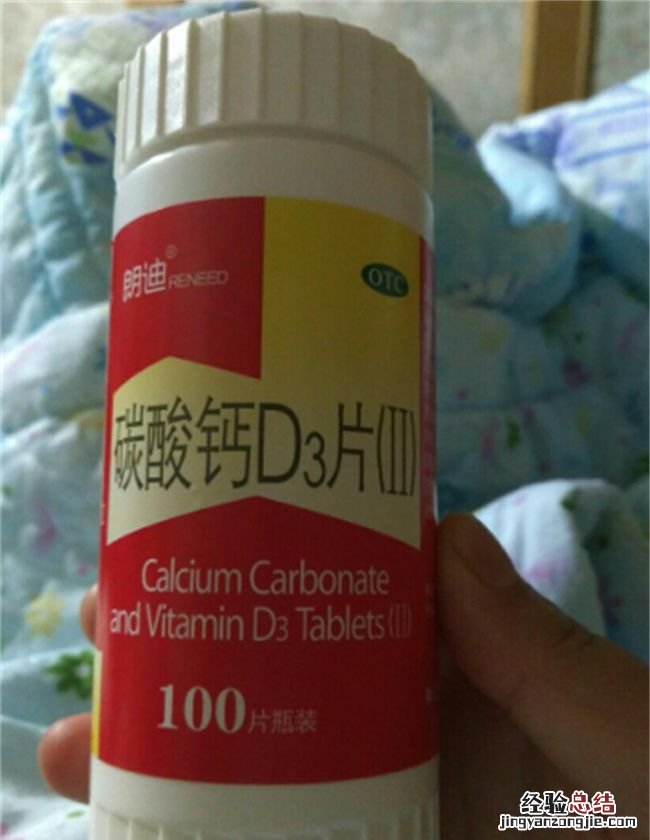 朗迪® RENEED
OTC
碳酸钙D3片(II)
Calcium Carbonate
and Vitamin D3 Tablets (II)
100片瓶装
经验总结
www.jingyanzongjie.com